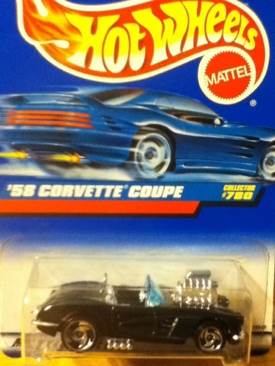 Hot Wheels
MATTEL
®
'58 CORVETTE® COUPE
COLLECTOR
#780